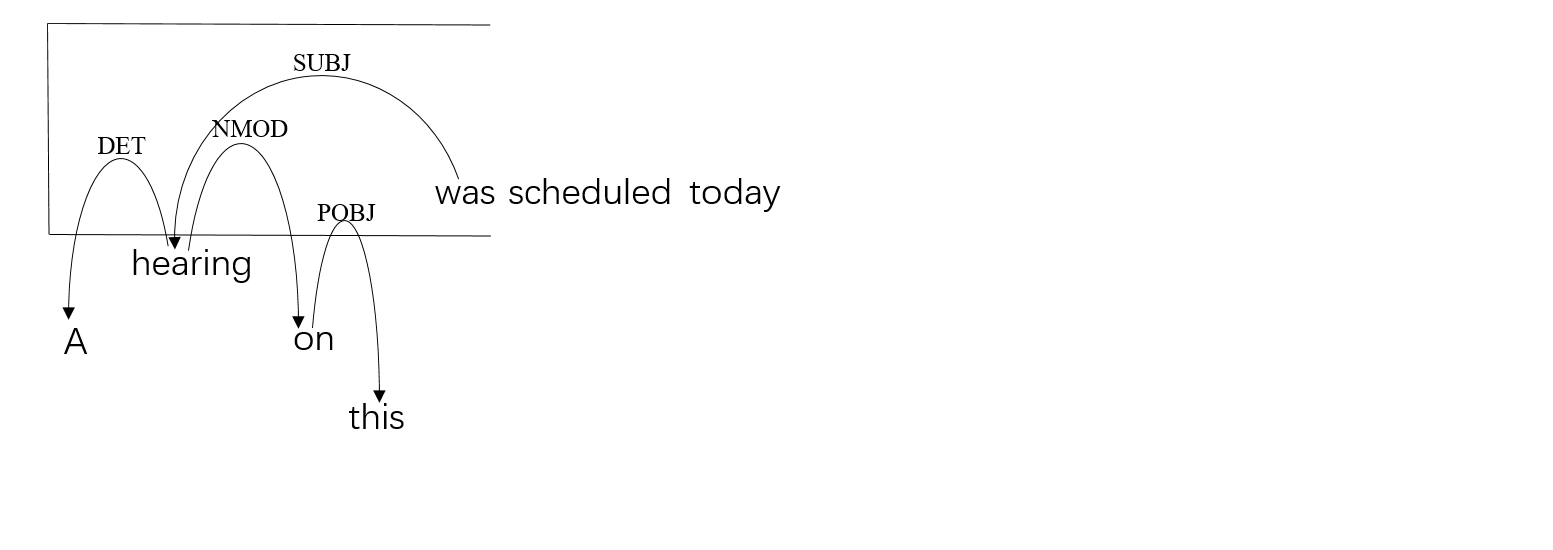 SUBJ
NMOD
DET
was scheduled today
POBJ
hearing
A
on
this